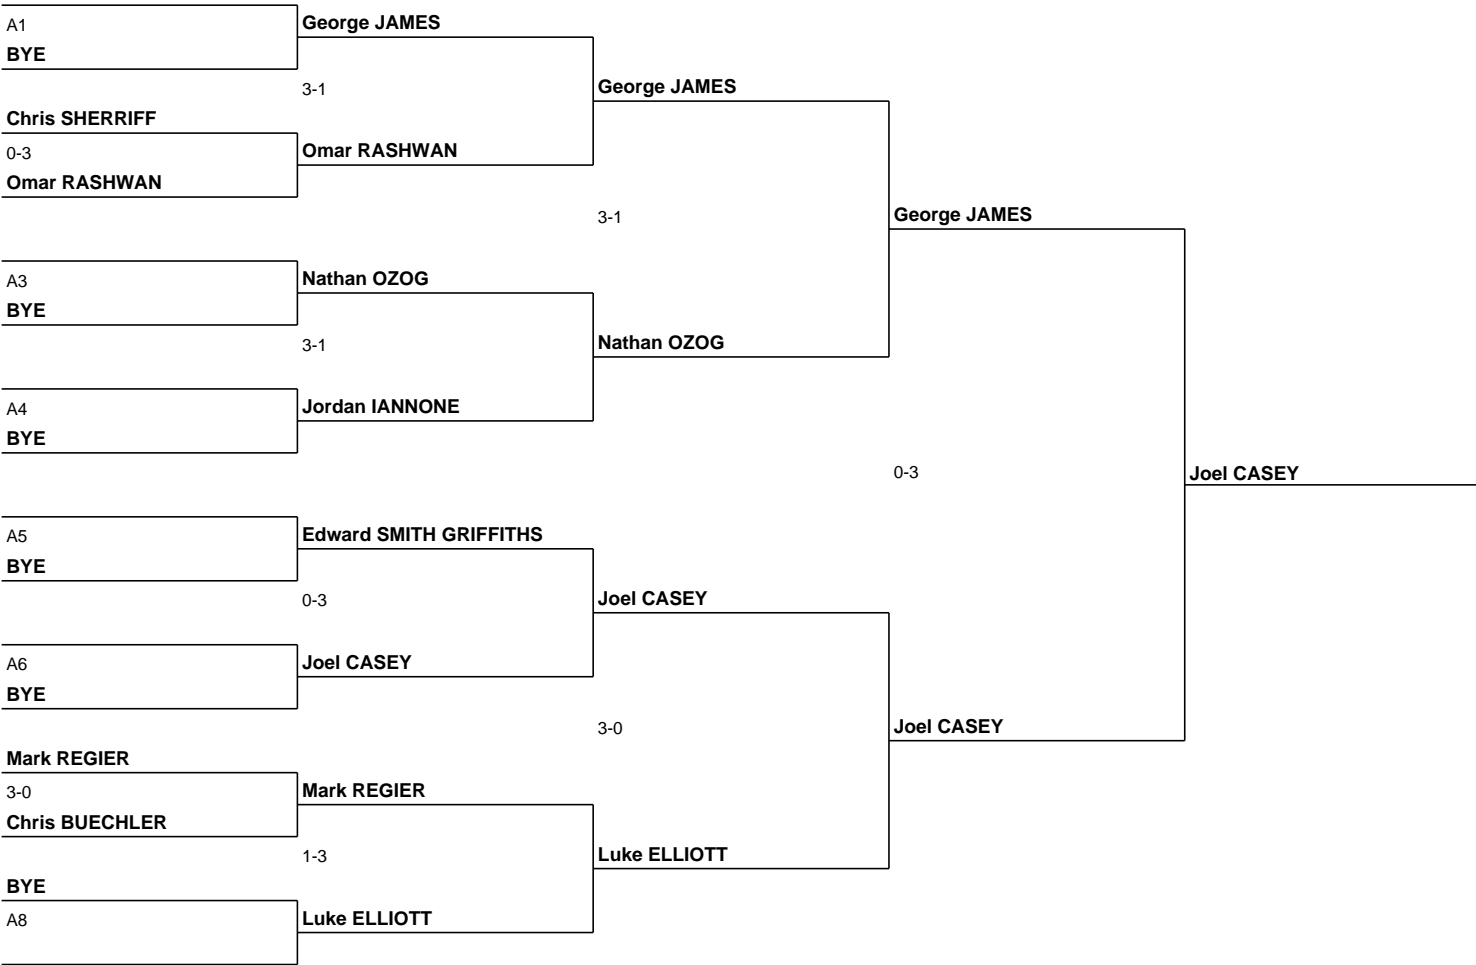 A1
BYE
George JAMES
3-1
George JAMES
Chris SHERRIFF
0-3
Omar RASHWAN
Omar RASHWAN
3-1
George JAMES
A3
BYE
Nathan OZOG
3-1
Nathan OZOG
A4
BYE
Jordan IANNONE
0-3
Joel CASEY
A5
BYE
Edward SMITH GRIFFITHS
0-3
Joel CASEY
A6
BYE
Joel CASEY
3-0
Joel CASEY
Mark REGIER
3-0
Chris BUECHLER
Mark REGIER
1-3
Luke ELLIOTT
BYE
A8
Luke ELLIOTT